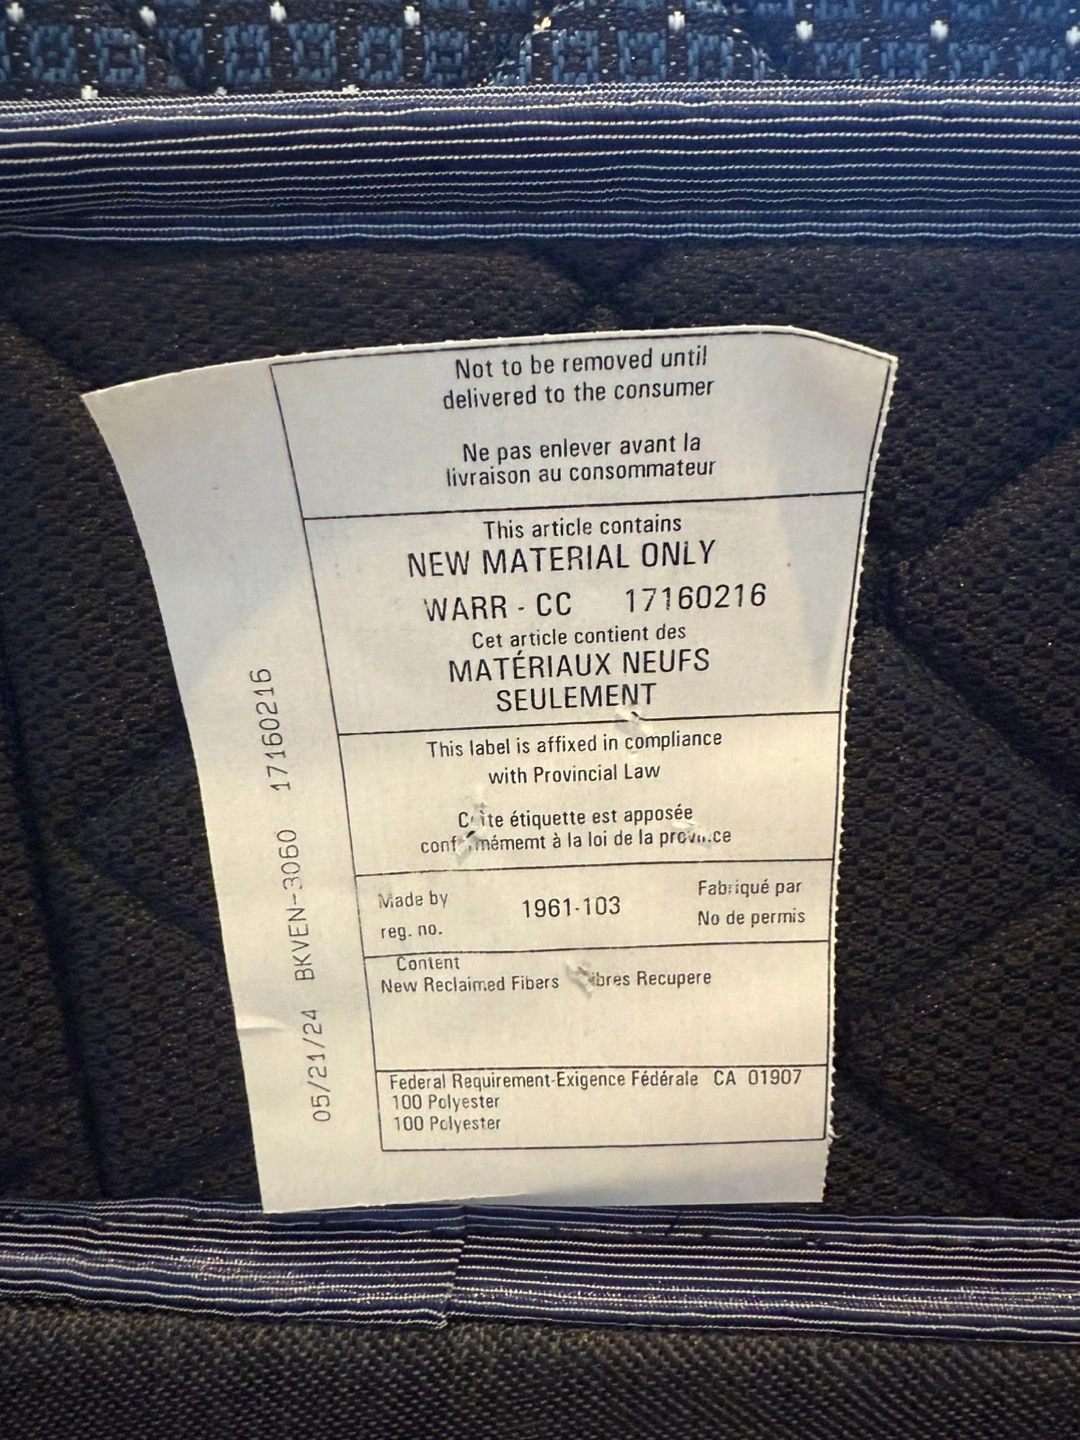 Not to be removed until
delivered to the consumer
Ne pas enlever avant la
livraison au consommateur
This article contains
NEW MATERIAL ONLY
WARR - CC 17160216
Cet article contient des
MATÉRIAUX NEUFS
SEULEMENT
This label is affixed in compliance
with Provincial Law
étiquette est apposée
à la loi de la
Made by
reg. no.
1961-103
Fabriqué par
No de permis
Content
New Reclaimed Fibers Recupere
Federal Requirement-Exigence Fédérale CA 01907
100 Polyester
100 Polyester
05/21/24 BKVEN-3060 17160216